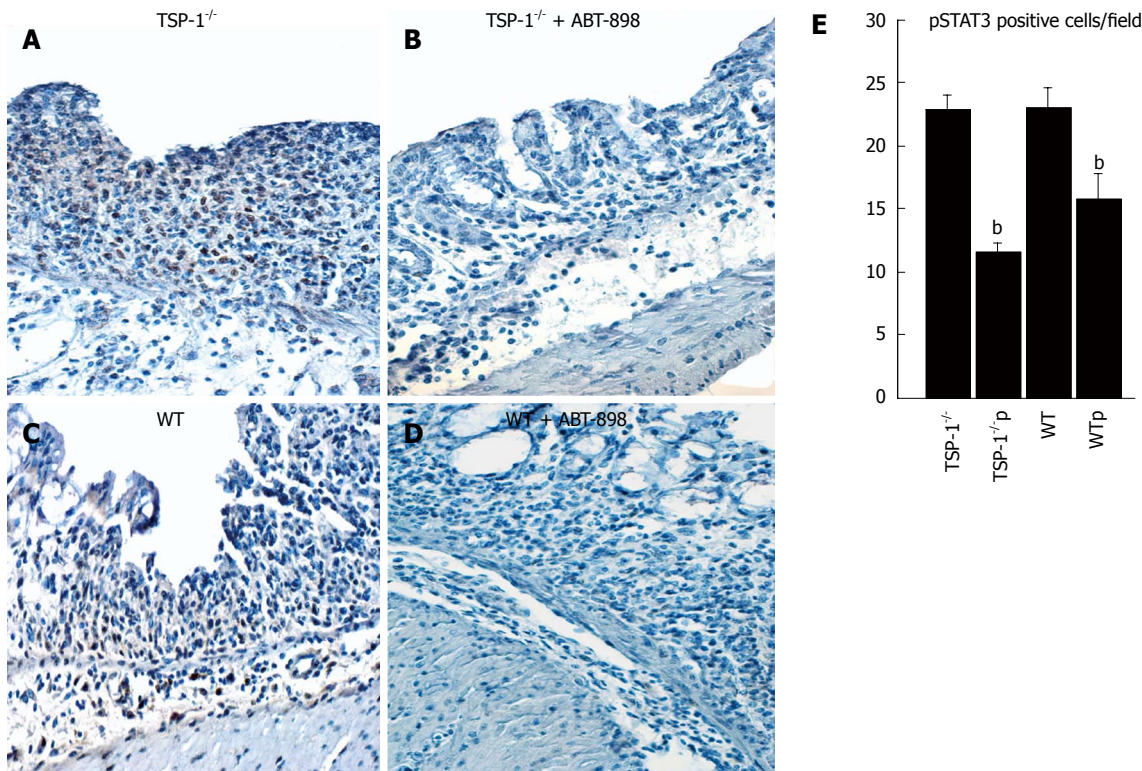 TSP-1⁻/⁻
A
TSP-1⁻/⁻ + ABT-898
B
WT
C
WT + ABT-898
D
E
pSTAT3 positive cells/field
30
25
20
15
10
5
0
b
b
TSP-1⁻/⁻
TSP-1⁻/⁻ p
WT
WTp